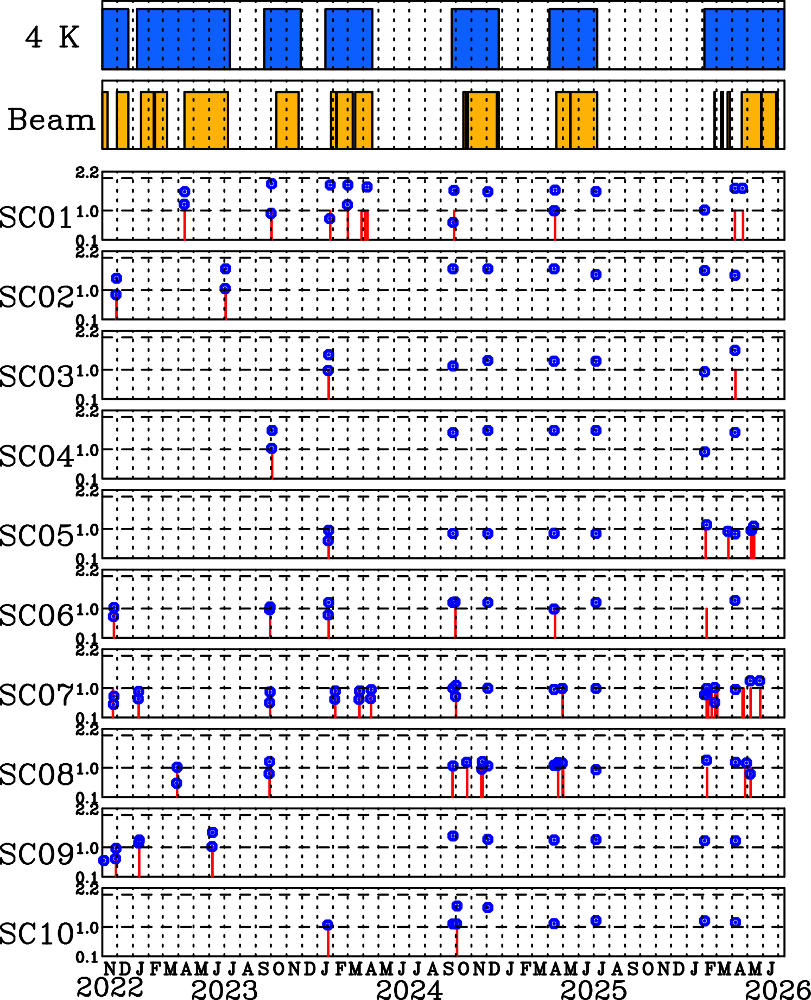 4 K
Beam
2.2
SC01 1.0
0.1
2.2
SC02 1.0
0.1
2.2
SC03 1.0
0.1
2.2
SC04 1.0
0.1
2.2
SC05 1.0
0.1
2.2
SC06 1.0
0.1
2.2
SC07 1.0
0.1
2.2
SC08 1.0
0.1
2.2
SC09 1.0
0.1
2.2
SC10 1.0
0.1
N D J F M A M J J A S O N D J F M A M J J A S O N D J F M A M J J A S O N D J F M A M J
2022 2023 2024 2025 2026